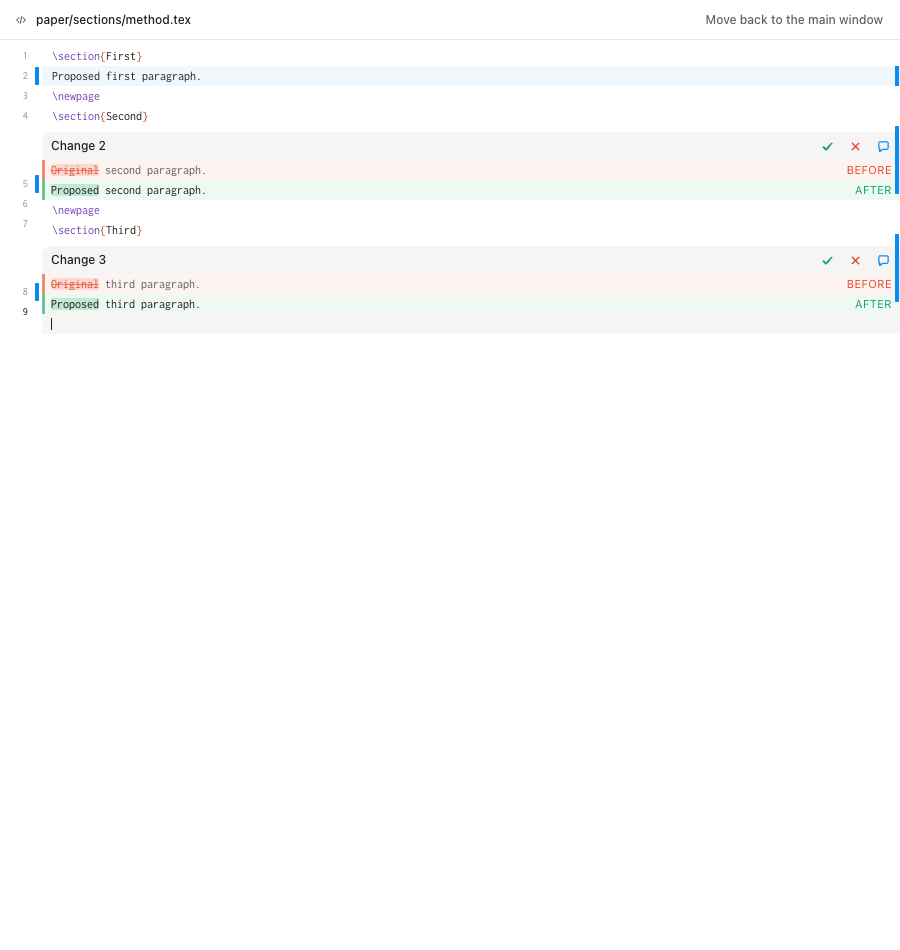 </> paper/sections/method.tex Move back to the main window
1 \section{First}
2 Proposed first paragraph.
3 \newpage
4 \section{Second}
Change 2
Original second paragraph. BEFORE
5 Proposed second paragraph. AFTER
6 \newpage
7 \section{Third}
Change 3
Original third paragraph. BEFORE
8 Proposed third paragraph. AFTER
9